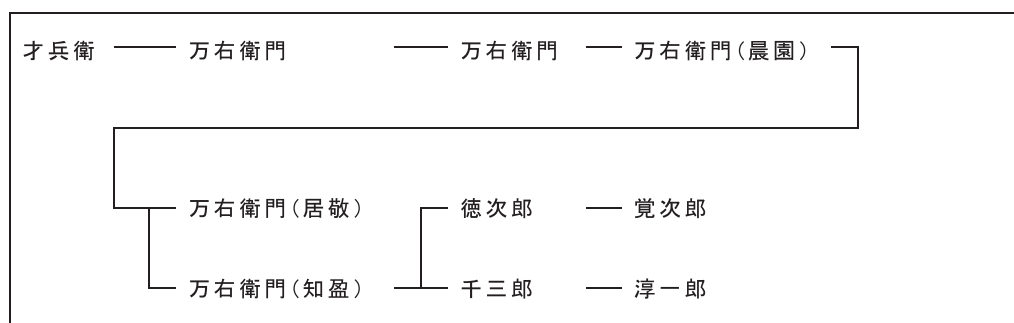 才兵衛 万右衛門 万右衛門 万右衛門(晨園)
万右衛門(居敬) 徳次郎 覚次郎
万右衛門(知盈) 千三郎 淳一郎